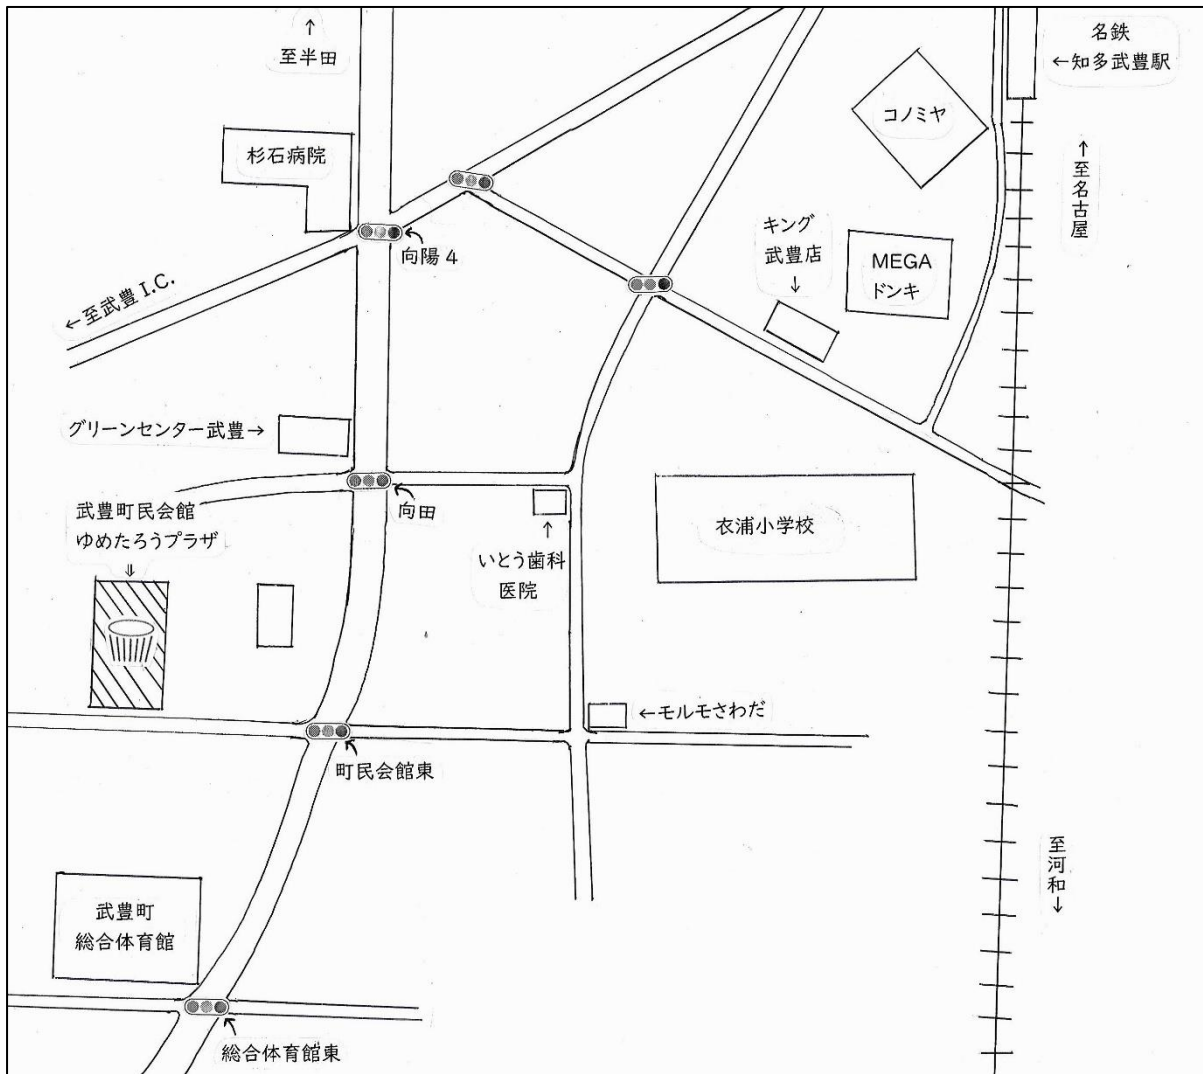 ↑
至半田
名鉄
←知多武豊駅
コノミヤ
杉石病院
↑至名古屋
キング
武豊店
↓
MEGA
ドンキ
向陽4
←至武豊I.C.
グリーンセンター武豊→
向田
武豊町民会館
ゆめたろうプラザ
⇓
衣浦小学校
↑
いとう歯科
医院
←モルモさわだ
町民会館東
至河和↓
武豊町
総合体育館
総合体育館東